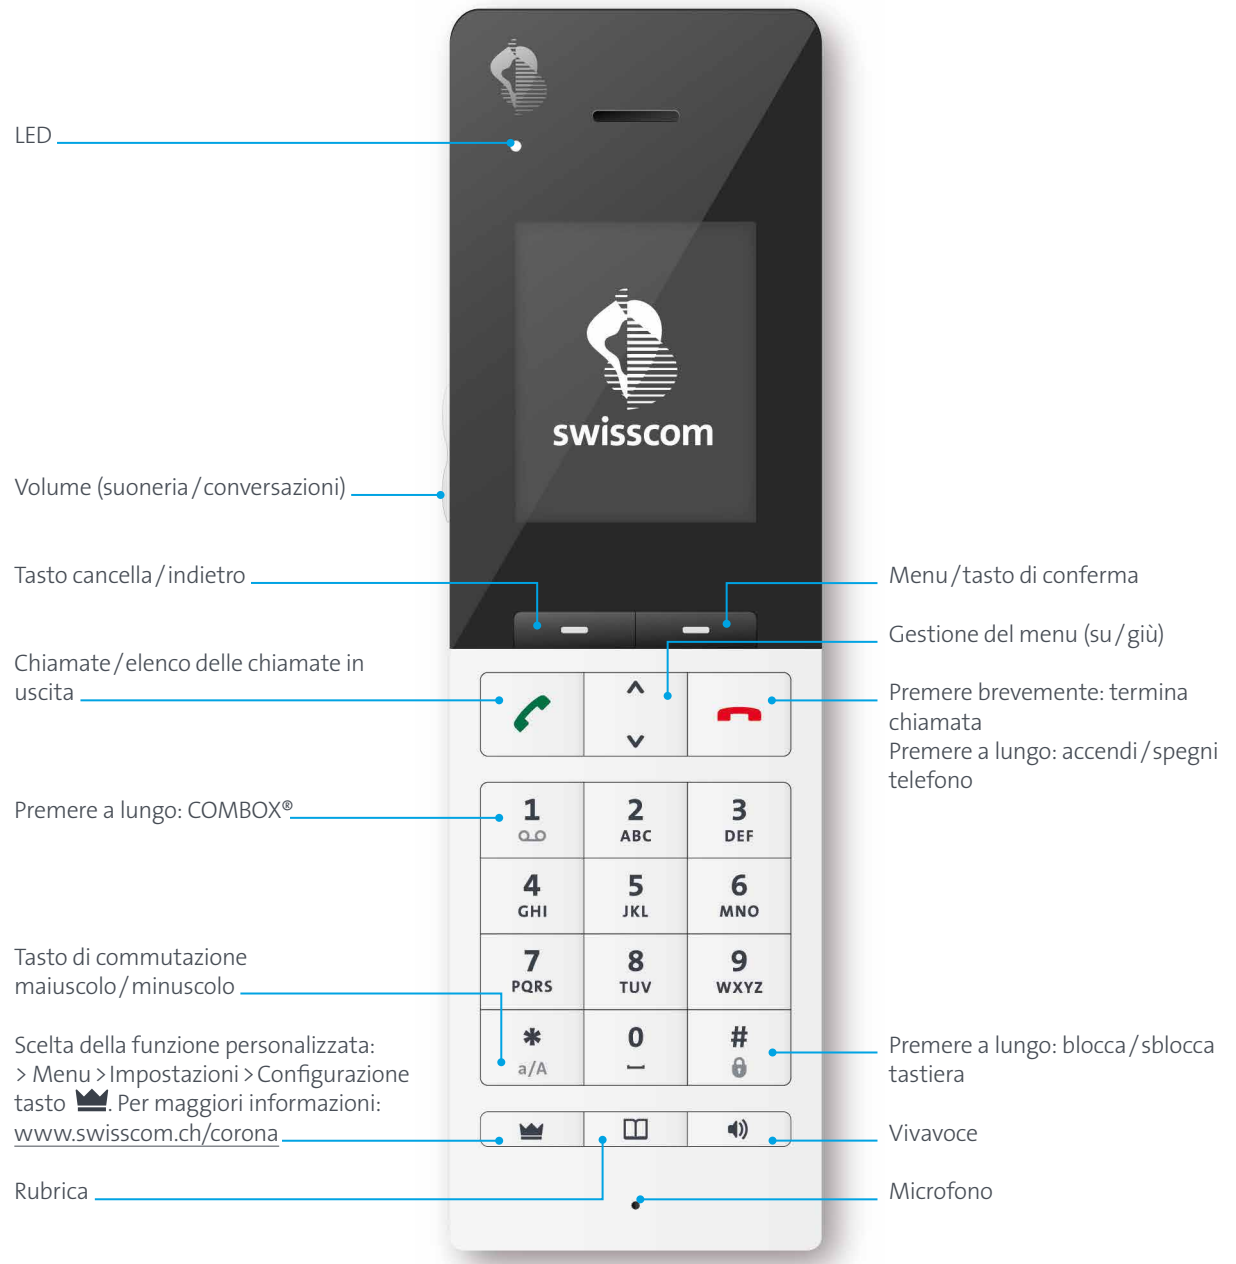 LED
swisscom
Volume (suoneria/conversazioni)
Tasto cancella/indietro
Menu/tasto di conferma
Gestione del menu (su/giù)
Chiamate/elenco delle chiamate in
uscita
Premere brevemente: termina
chiamata
Premere a lungo: accendi/spegni
telefono
Premere a lungo: COMBOX®
1
2
ABC
3
DEF
4
GHI
5
JKL
6
MNO
7
PQRS
8
TUV
9
WXYZ
*
a/A
0
#
Tasto di commutazione
maiuscolo/minuscolo
Scelta della funzione personalizzata:
> Menu > Impostazioni > Configurazione
tasto . Per maggiori informazioni:
www.swisscom.ch/corona
Rubrica
Premere a lungo: blocca/sblocca
tastiera
Vivavoce
Microfono